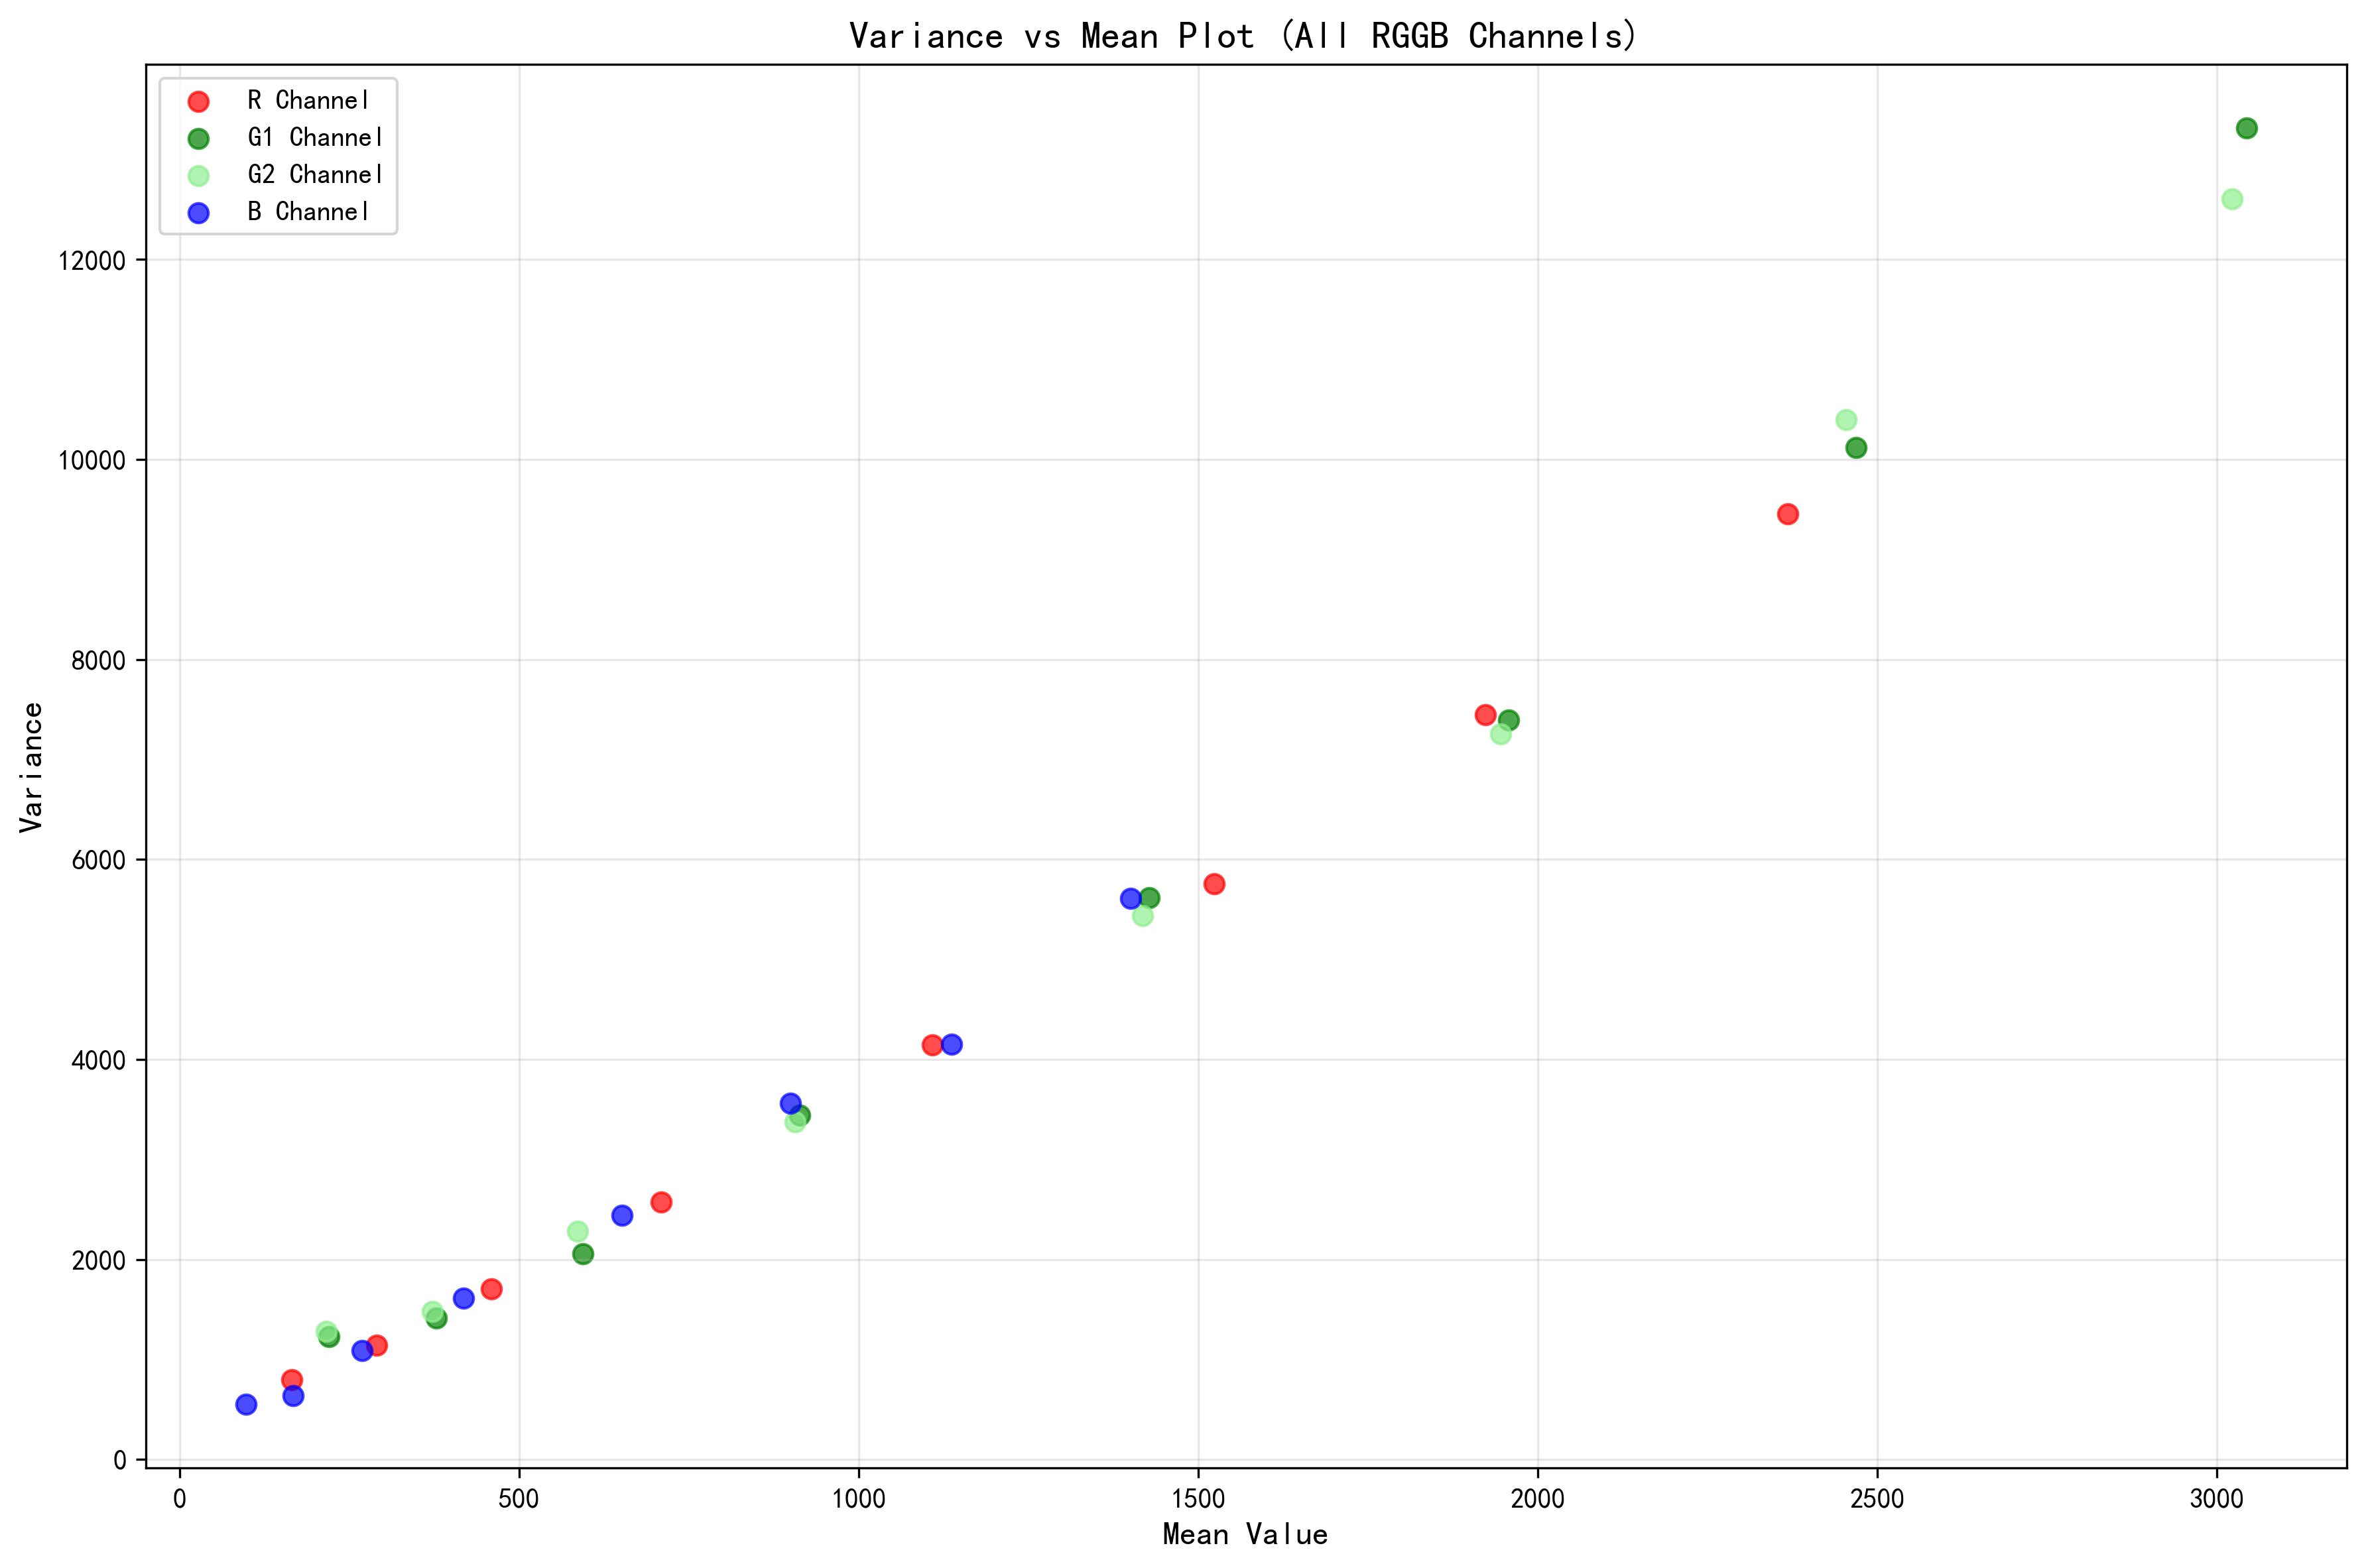 Variance vs Mean Plot (All RGGB Channels)
R Channel
G1 Channel
G2 Channel
B Channel
12000
10000
8000
6000
4000
2000
0
Variance
0 500 1000 1500 2000 2500 3000
Mean Value